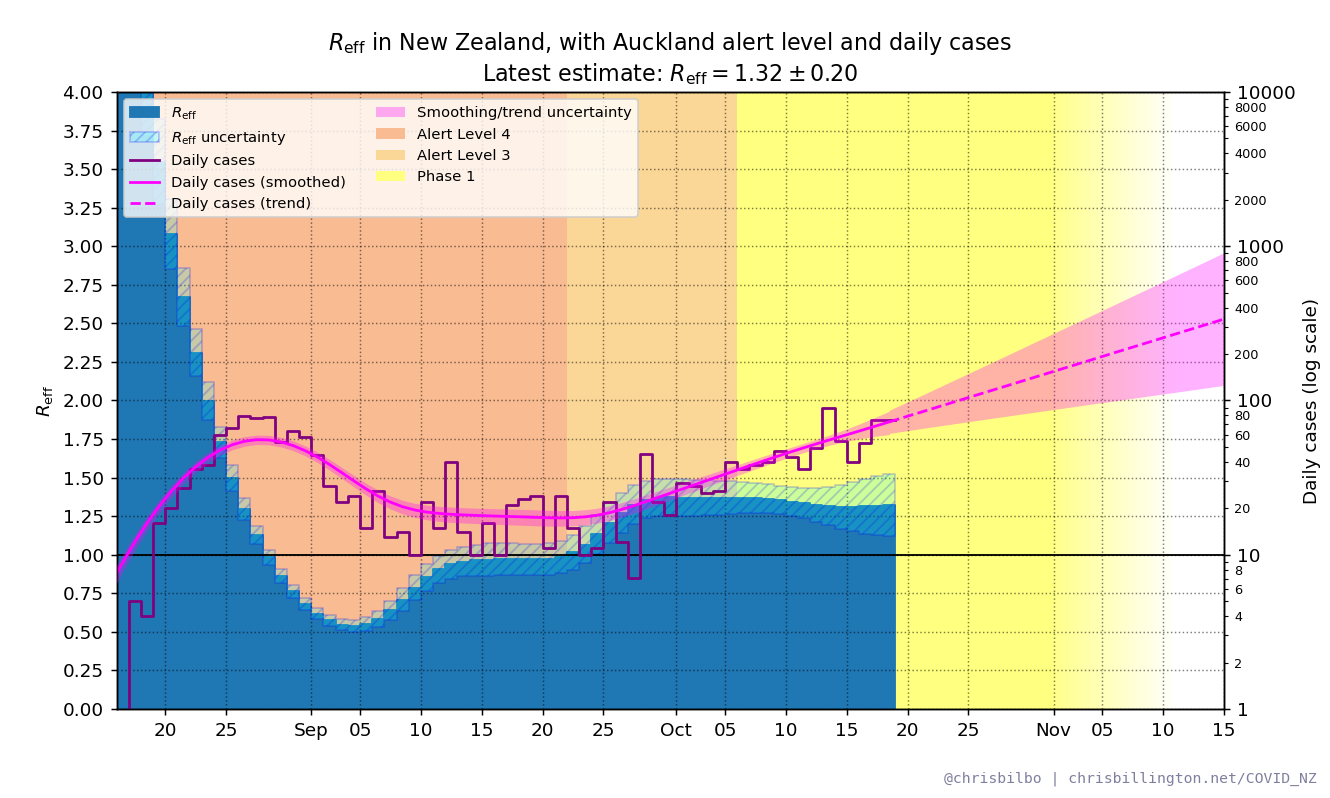 R_eff in New Zealand, with Auckland alert level and daily cases
Latest estimate: R_eff = 1.32 ± 0.20
R_eff
R_eff uncertainty
Daily cases
Daily cases (smoothed)
Daily cases (trend)
Smoothing/trend uncertainty
Alert Level 4
Alert Level 3
Phase 1
R_eff
4.00
3.75
3.50
3.25
3.00
2.75
2.50
2.25
2.00
1.75
1.50
1.25
1.00
0.75
0.50
0.25
0.00
10000
8000
6000
4000
2000
1000
800
600
400
200
100
80
60
40
20
10
8
6
4
2
1
Daily cases (log scale)
20 25 Sep 05 10 15 20 25 Oct 05 10 15 20 25 Nov 05 10 15
@chrisbilbo | chrisbillington.net/COVID_NZ